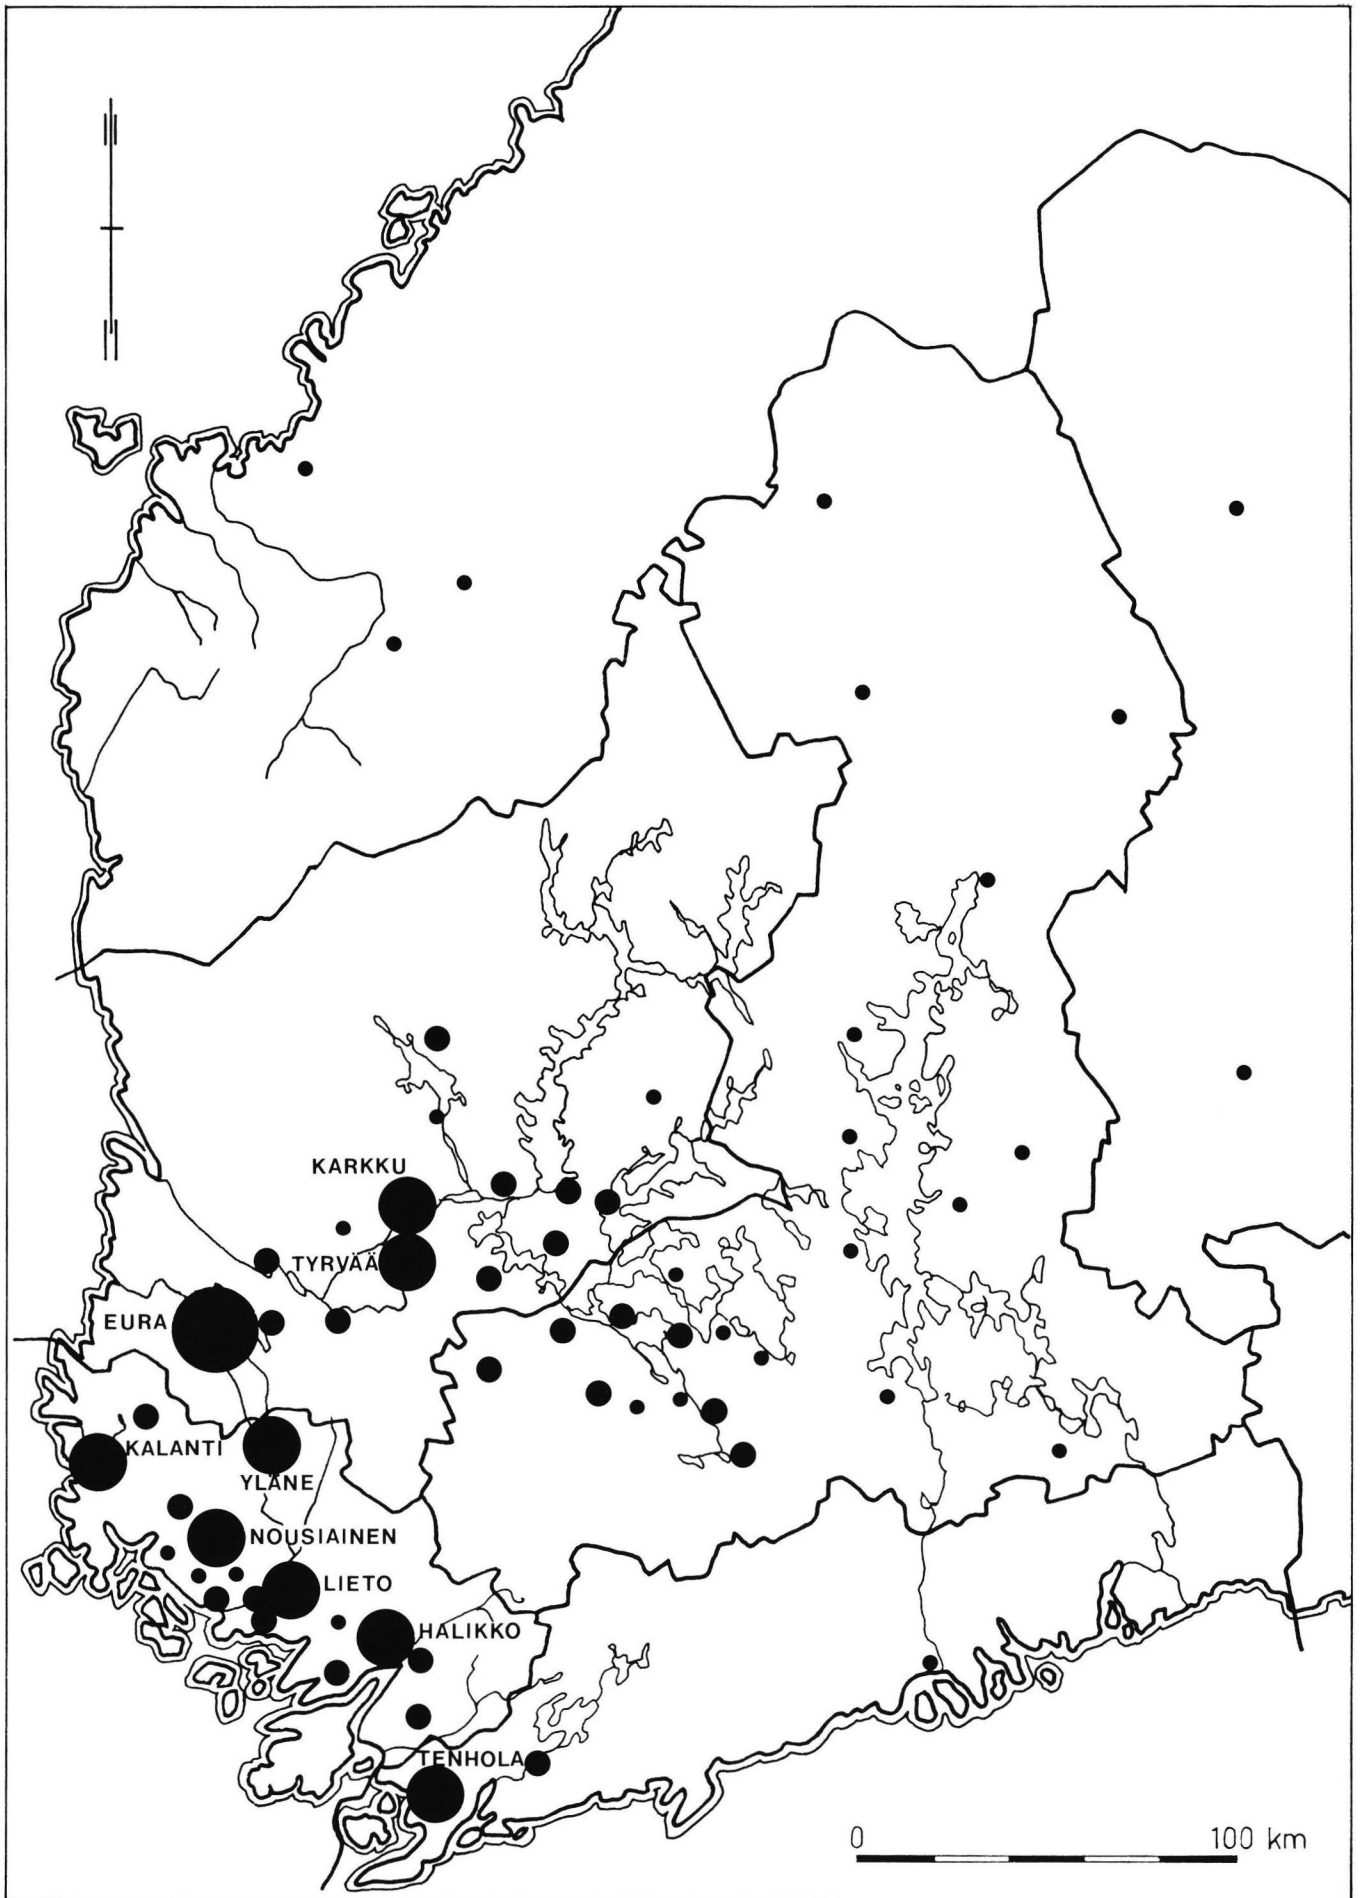 KARKKU
TYRVÄÄ
EURA
KALANTI
YLÄNE
NOUSIAINEN
LIETO
HALIKKO
TENHOLA
0 100 km